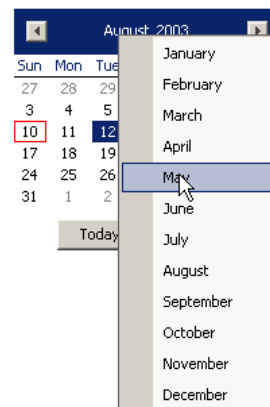 August 2003
Sun Mon Tue
27 28 29
3 4 5
10 11 12
17 18 19
24 25 26
31 1 2
Today
January
February
March
April
May
June
July
August
September
October
November
December